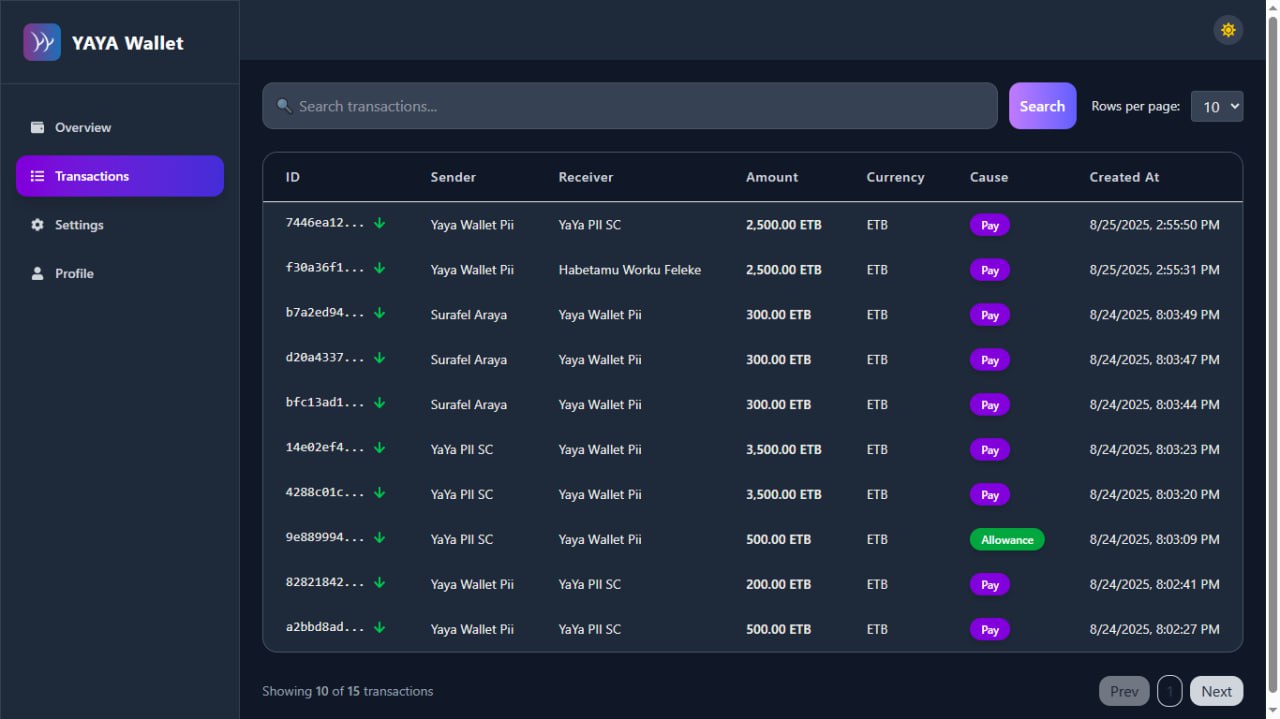 YAYA Wallet
Overview
Transactions
Settings
Profile
Search transactions...
Search
Rows per page:
10
ID Sender Receiver Amount Currency Cause Created At
7446ea12... Yaya Wallet Pii YaYa PII SC 2,500.00 ETB ETB Pay 8/25/2025, 2:55:50 PM
f30a36f1... Yaya Wallet Pii Habetamu Worku Feleke 2,500.00 ETB ETB Pay 8/25/2025, 2:55:31 PM
b7a2ed94... Surafel Araya Yaya Wallet Pii 300.00 ETB ETB Pay 8/24/2025, 8:03:49 PM
d20a4337... Surafel Araya Yaya Wallet Pii 300.00 ETB ETB Pay 8/24/2025, 8:03:47 PM
bfc13ad1... Surafel Araya Yaya Wallet Pii 300.00 ETB ETB Pay 8/24/2025, 8:03:44 PM
14e02ef4... YaYa PII SC Yaya Wallet Pii 3,500.00 ETB ETB Pay 8/24/2025, 8:03:23 PM
4288c01c... YaYa PII SC Yaya Wallet Pii 3,500.00 ETB ETB Pay 8/24/2025, 8:03:20 PM
9e889994... YaYa PII SC Yaya Wallet Pii 500.00 ETB ETB Allowance 8/24/2025, 8:03:09 PM
82821842... Yaya Wallet Pii YaYa PII SC 200.00 ETB ETB Pay 8/24/2025, 8:02:41 PM
a2bbd8ad... Yaya Wallet Pii YaYa PII SC 500.00 ETB ETB Pay 8/24/2025, 8:02:27 PM
Showing 10 of 15 transactions
Prev 1 Next